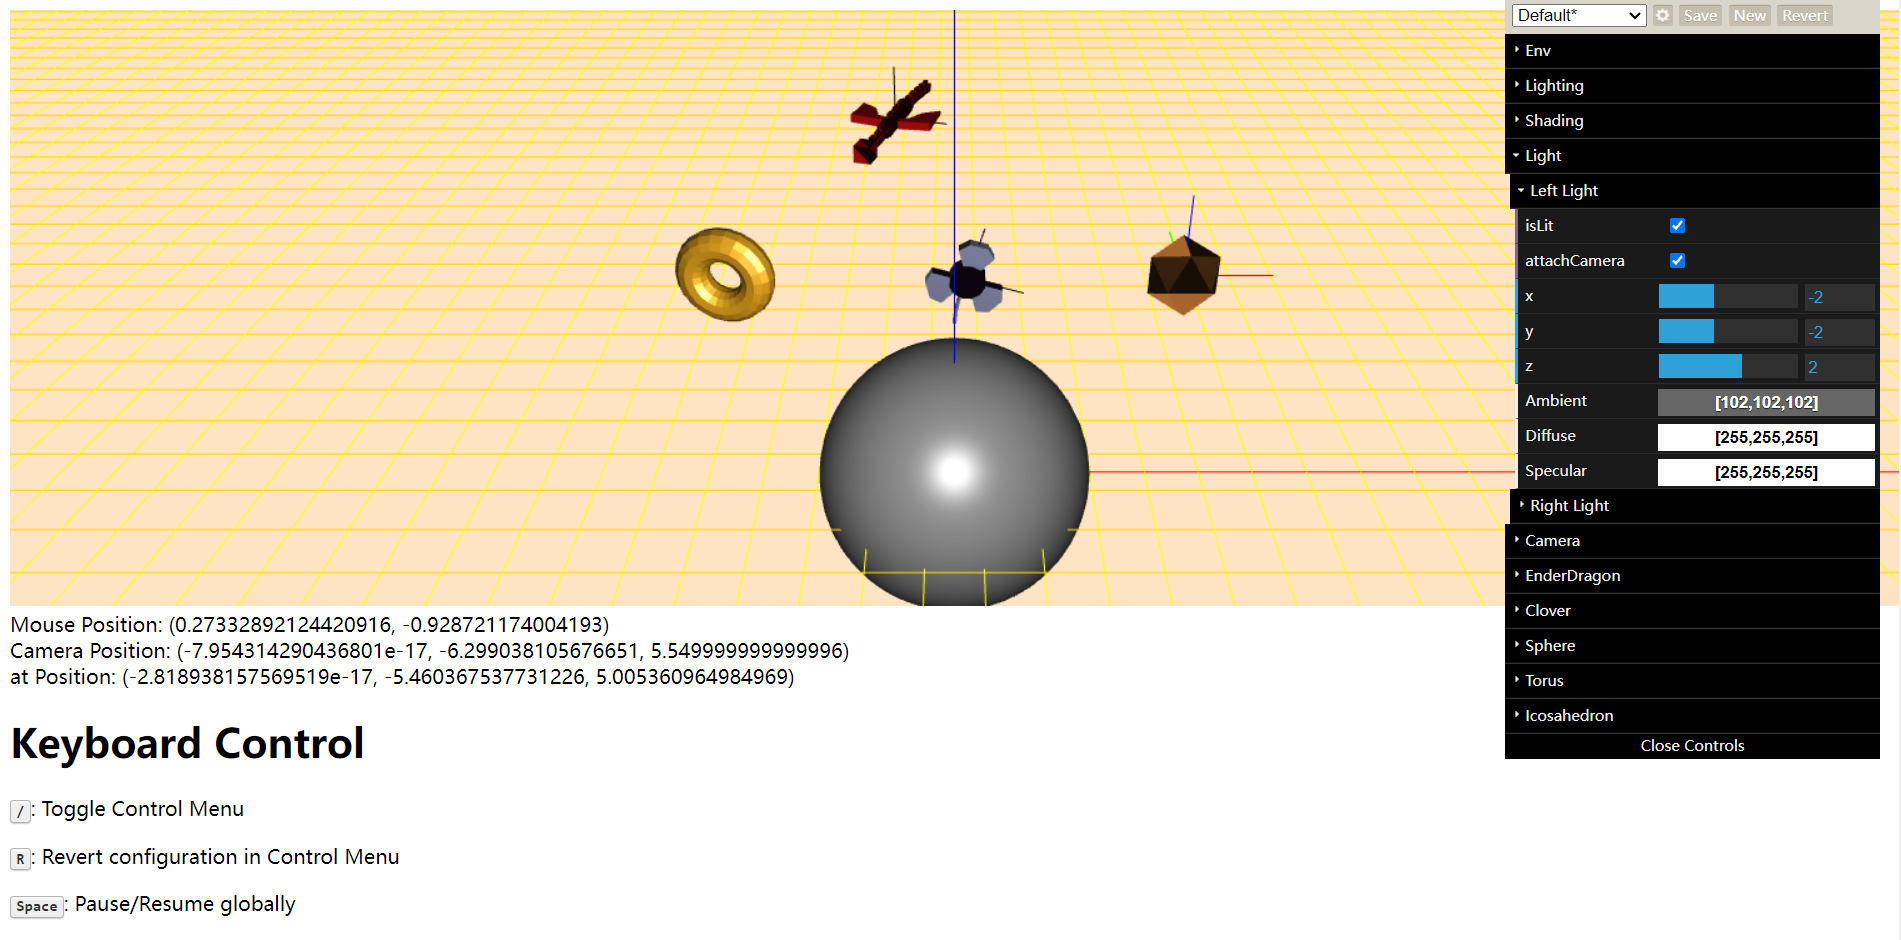 Default*
Save New Revert
Env
Lighting
Shading
Light
Left Light
isLit
attachCamera
x -2
y -2
z 2
Ambient [102,102,102]
Diffuse [255,255,255]
Specular [255,255,255]
Right Light
Camera
EnderDragon
Clover
Sphere
Torus
Icosahedron
Close Controls
Mouse Position: (0.27332892124420916, -0.928721174004193)
Camera Position: (-7.954314290436801e-17, -6.299038105676651, 5.549999999999996)
at Position: (-2.818938157569519e-17, -5.460367537731226, 5.005360964984969)
Keyboard Control
/: Toggle Control Menu
R: Revert configuration in Control Menu
Space: Pause/Resume globally